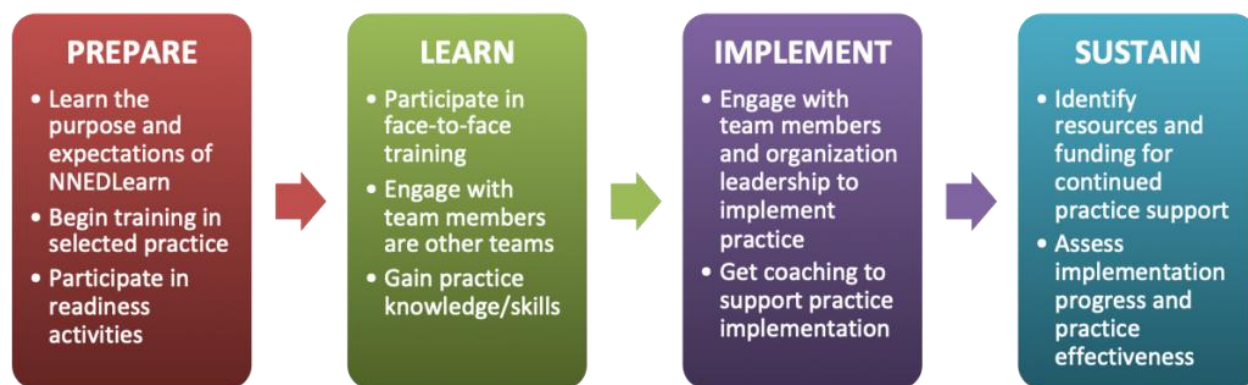 PREPARE
• Learn the
purpose and
expectations of
NNEDLearn
• Begin training in
selected practice
• Participate in
readiness
activities
LEARN
• Participate in
face-to-face
training
• Engage with
team members
are other teams
• Gain practice
knowledge/skills
IMPLEMENT
• Engage with
team members
and organization
leadership to
implement
practice
• Get coaching to
support practice
implementation
SUSTAIN
• Identify
resources and
funding for
continued
practice support
• Assess
implementation
progress and
practice
effectiveness